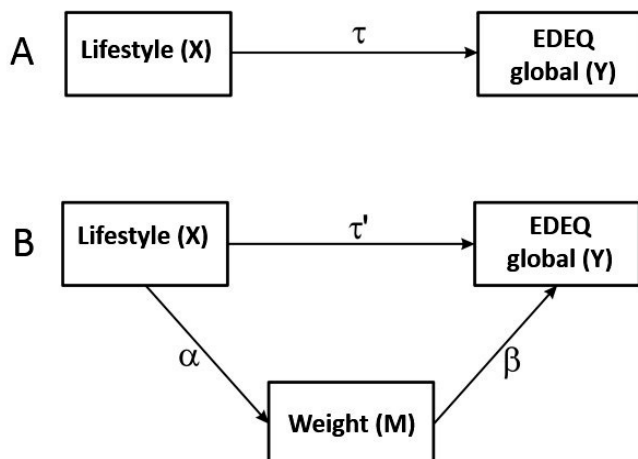 A
Lifestyle (X)
τ
EDEQ
global (Y)
B
Lifestyle (X)
τ'
EDEQ
global (Y)
α
β
Weight (M)